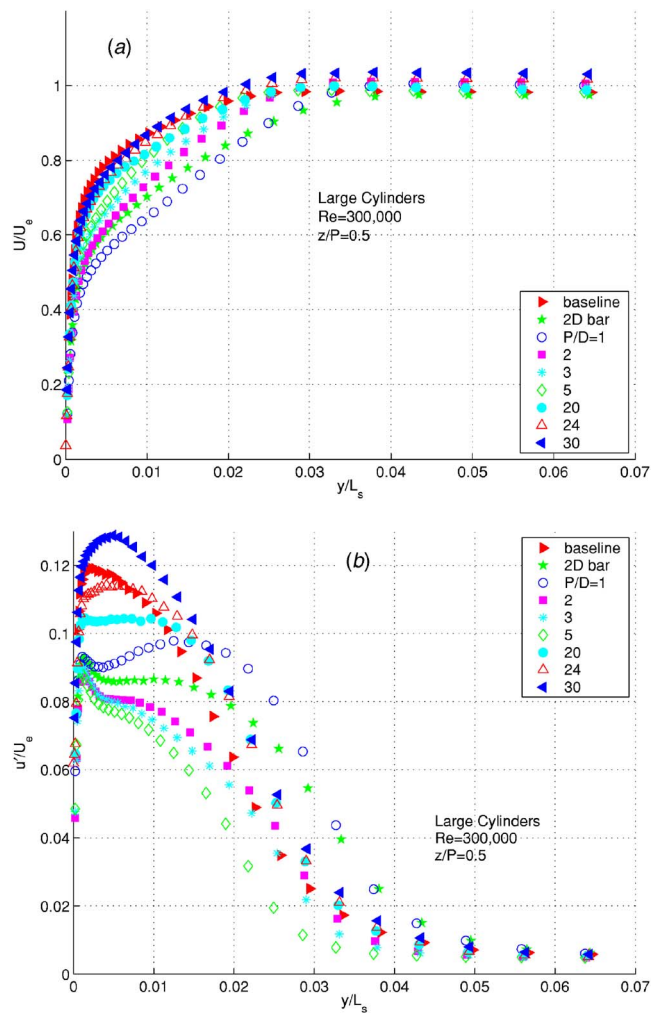 (a)
1
0.8
0.6
0.4
0.2
0
U/Ue
Large Cylinders
Re=300,000
z/P=0.5
baseline
2D bar
P/D=1
2
3
5
20
24
30
0 0.01 0.02 0.03 0.04 0.05 0.06 0.07
y/Ls
(b)
0.12
0.1
0.08
0.06
0.04
0.02
0
u'/Ue
baseline
2D bar
P/D=1
2
3
5
20
24
30
Large Cylinders
Re=300,000
z/P=0.5
0 0.01 0.02 0.03 0.04 0.05 0.06 0.07
y/Ls